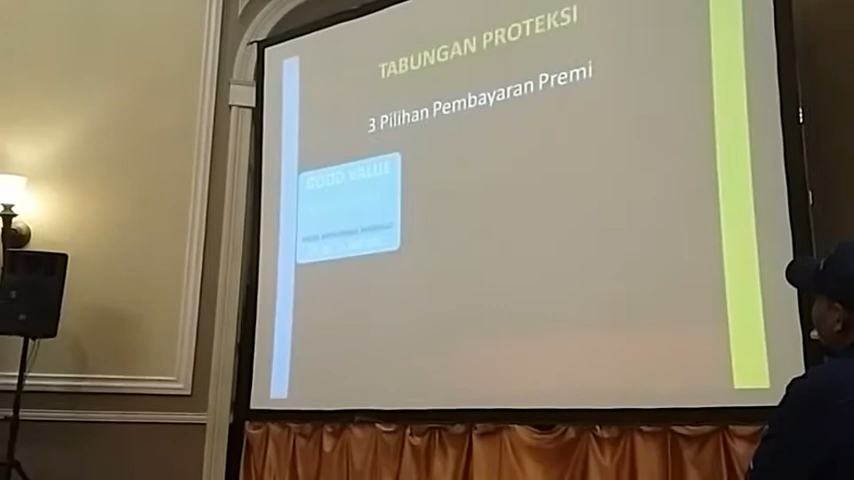 TABUNGAN PROTEKSI
3 Pilihan Pembayaran Premi
GOOD VALUE